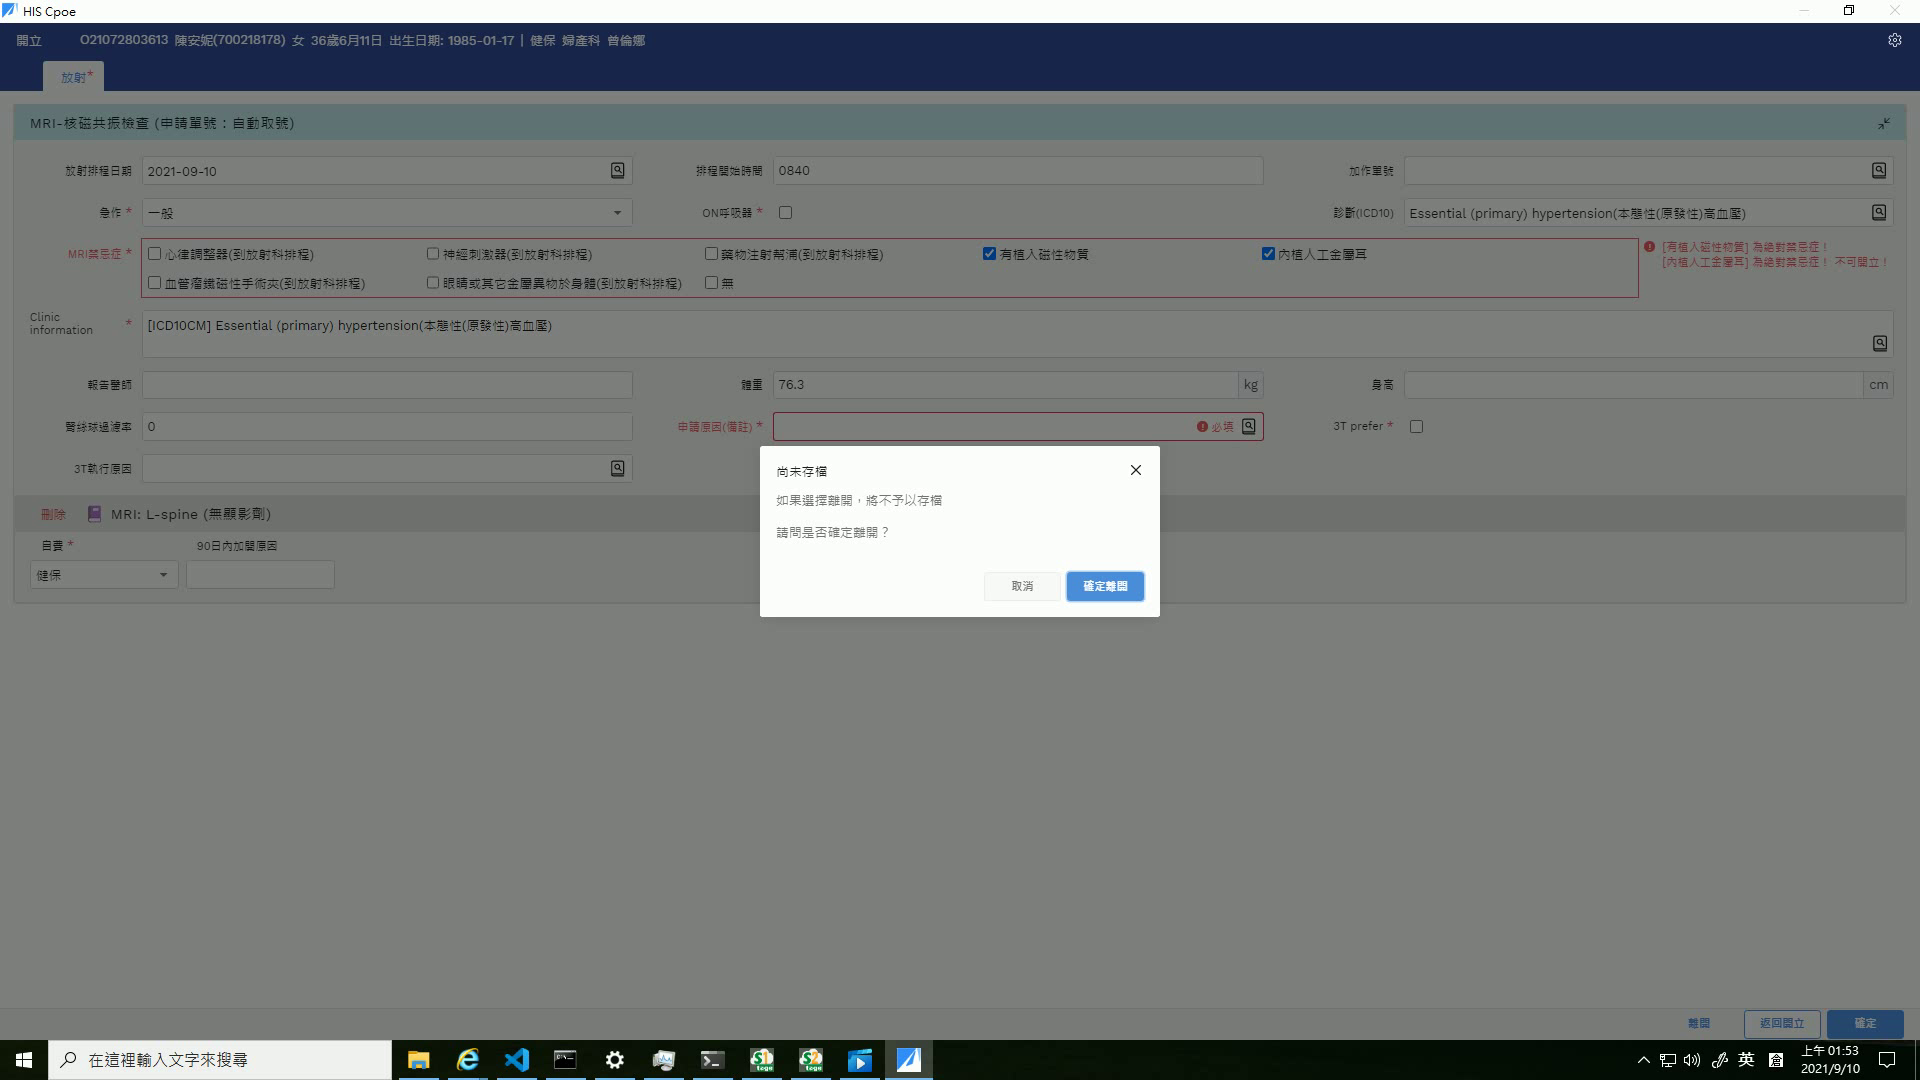 HIS Cpoe
開立 O21072803613 陳安妮(700218178) 女 36歲6月11日 出生日期: 1985-01-17 | 健保 婦產科 曾倫娜
放射*
MRI-核磁共振檢查 (申請單號：自動取號)
放射排程日期 2021-09-10 排程開始時間 0840 加作單號
急作 * 一般 ON呼吸器 * 診斷(ICD10) Essential (primary) hypertension(本態性(原發性)高血壓)
MRI禁忌症 * 心律調整器(到放射科排程) 神經刺激器(到放射科排程) 藥物注射幫浦(到放射科排程) 有植入磁性物質 內植人工金屬耳 [有植入磁性物質] 為絕對禁忌症！
[內植人工金屬耳] 為絕對禁忌症！ 不可開立！
血管瘤鐵磁性手術夾(到放射科排程) 眼睛或其它金屬異物於身體(到放射科排程) 無
Clinic information * [ICD10CM] Essential (primary) hypertension(本態性(原發性)高血壓)
報告醫師 體重 76.3 kg 身高 cm
腎絲球過濾率 0 申請原因(備註) * 必填 3T prefer *
3T執行原因
尚未存檔
如果選擇離開，將不予以存檔
請問是否確定離開？
取消 確定離開
刪除 MRI: L-spine (無顯影劑)
自費 * 90日內加開原因
健保
離開 返回開立 確定
在這裡輸入文字來搜尋
英 上午 01:53
2021/9/10